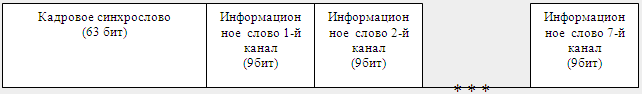 Кадровое синхрослово
(63 бит)
Информацион
ное слово 1-й
канал
(9бит)
Информацион
ное слово 2-й
канал
(9бит)
* * *
Информацион
ное слово 7-й
канал
(9бит)